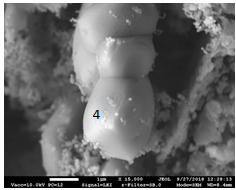 4
1µm X 15,000 JEOL 9/27/2018 12:28:13
Vacc=10.0kV PC=12 Signal=LEI z-Filter=SB.0 Mode=SEM WD=8.4mm